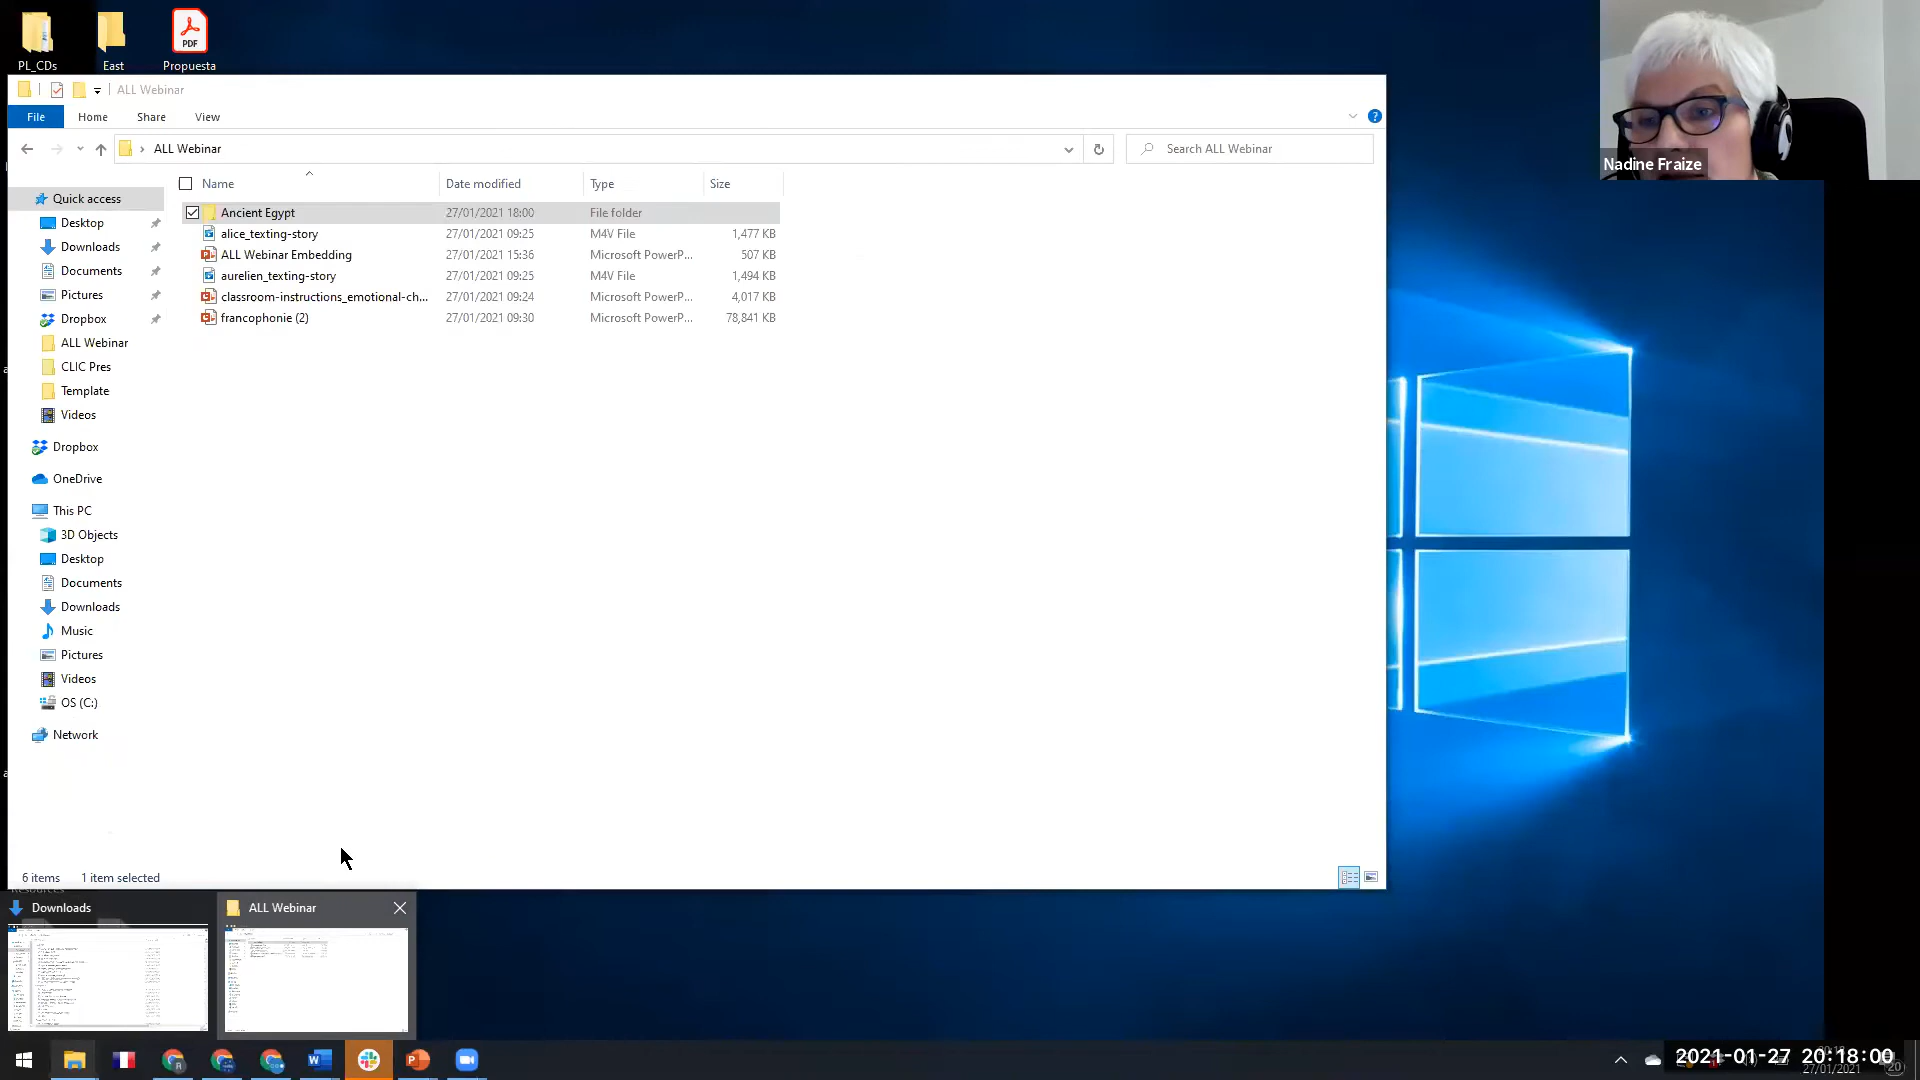 PL_CDs
East
Propuesta
PDF
ALL Webinar
File
Home
Share
View
ALL Webinar
Search ALL Webinar
Name
Date modified
Type
Size
Ancient Egypt 27/01/2021 18:00 File folder
alice_texting-story 27/01/2021 09:25 M4V File 1,477 KB
ALL Webinar Embedding 27/01/2021 15:36 Microsoft PowerP... 507 KB
aurelien_texting-story 27/01/2021 09:25 M4V File 1,494 KB
classroom-instructions_emotional-ch... 27/01/2021 09:24 Microsoft PowerP... 4,017 KB
francophonie (2) 27/01/2021 09:30 Microsoft PowerP... 78,841 KB
Quick access
Desktop
Downloads
Documents
Pictures
Dropbox
ALL Webinar
CLIC Pres
Template
Videos
Dropbox
OneDrive
This PC
3D Objects
Desktop
Documents
Downloads
Music
Pictures
Videos
OS (C:)
Network
6 items
1 item selected
Downloads
ALL Webinar
Nadine Fraize
2021-01-27 20:18:00
27/01/2021
20